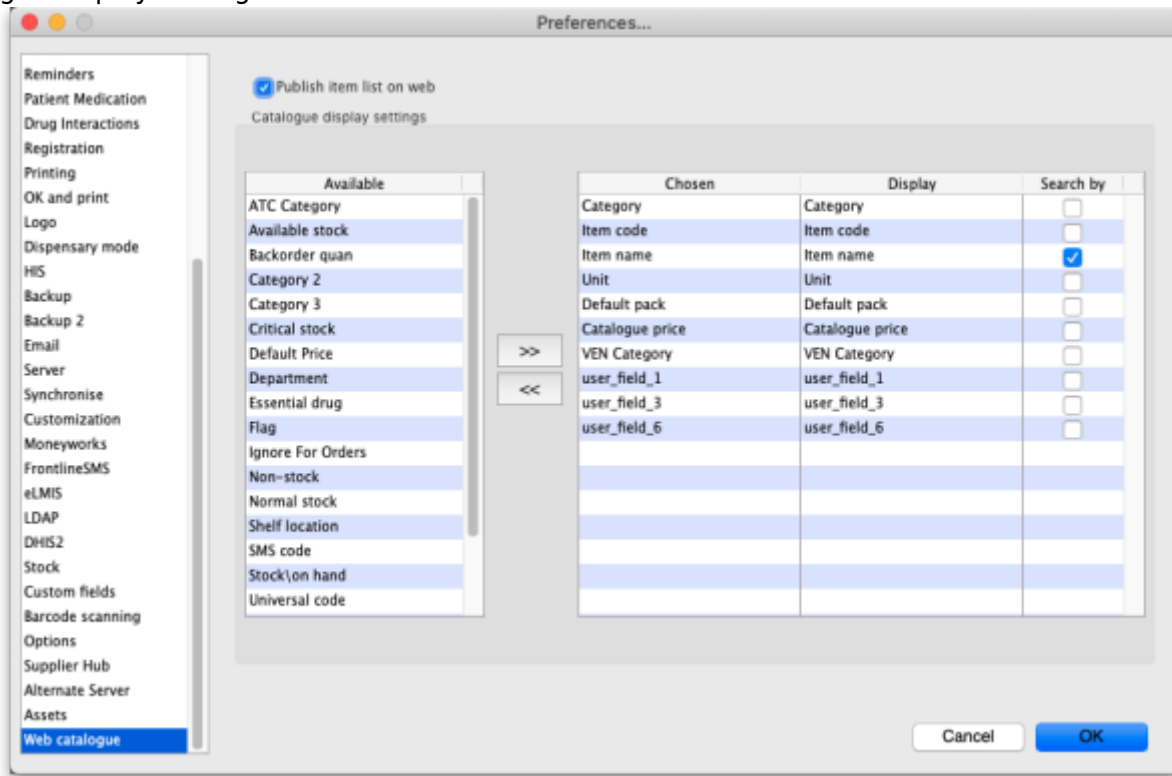 Preferences...
Reminders
Patient Medication
Drug Interactions
Registration
Printing
OK and print
Logo
Dispensary mode
HIS
Backup
Backup 2
Email
Server
Synchronise
Customization
Moneyworks
FrontlineSMS
eLMIS
LDAP
DHIS2
Stock
Custom fields
Barcode scanning
Options
Supplier Hub
Alternate Server
Assets
Web catalogue
Publish item list on web
Catalogue display settings
Available
ATC Category
Available stock
Backorder quan
Category 2
Category 3
Critical stock
Default Price
Department
Essential drug
Flag
Ignore For Orders
Non-stock
Normal stock
Shelf location
SMS code
Stock\on hand
Universal code
>>
<<
Chosen Display Search by
Category Category
Item code Item code
Item name Item name
Unit Unit
Default pack Default pack
Catalogue price Catalogue price
VEN Category VEN Category
user_field_1 user_field_1
user_field_3 user_field_3
user_field_6 user_field_6
Cancel OK